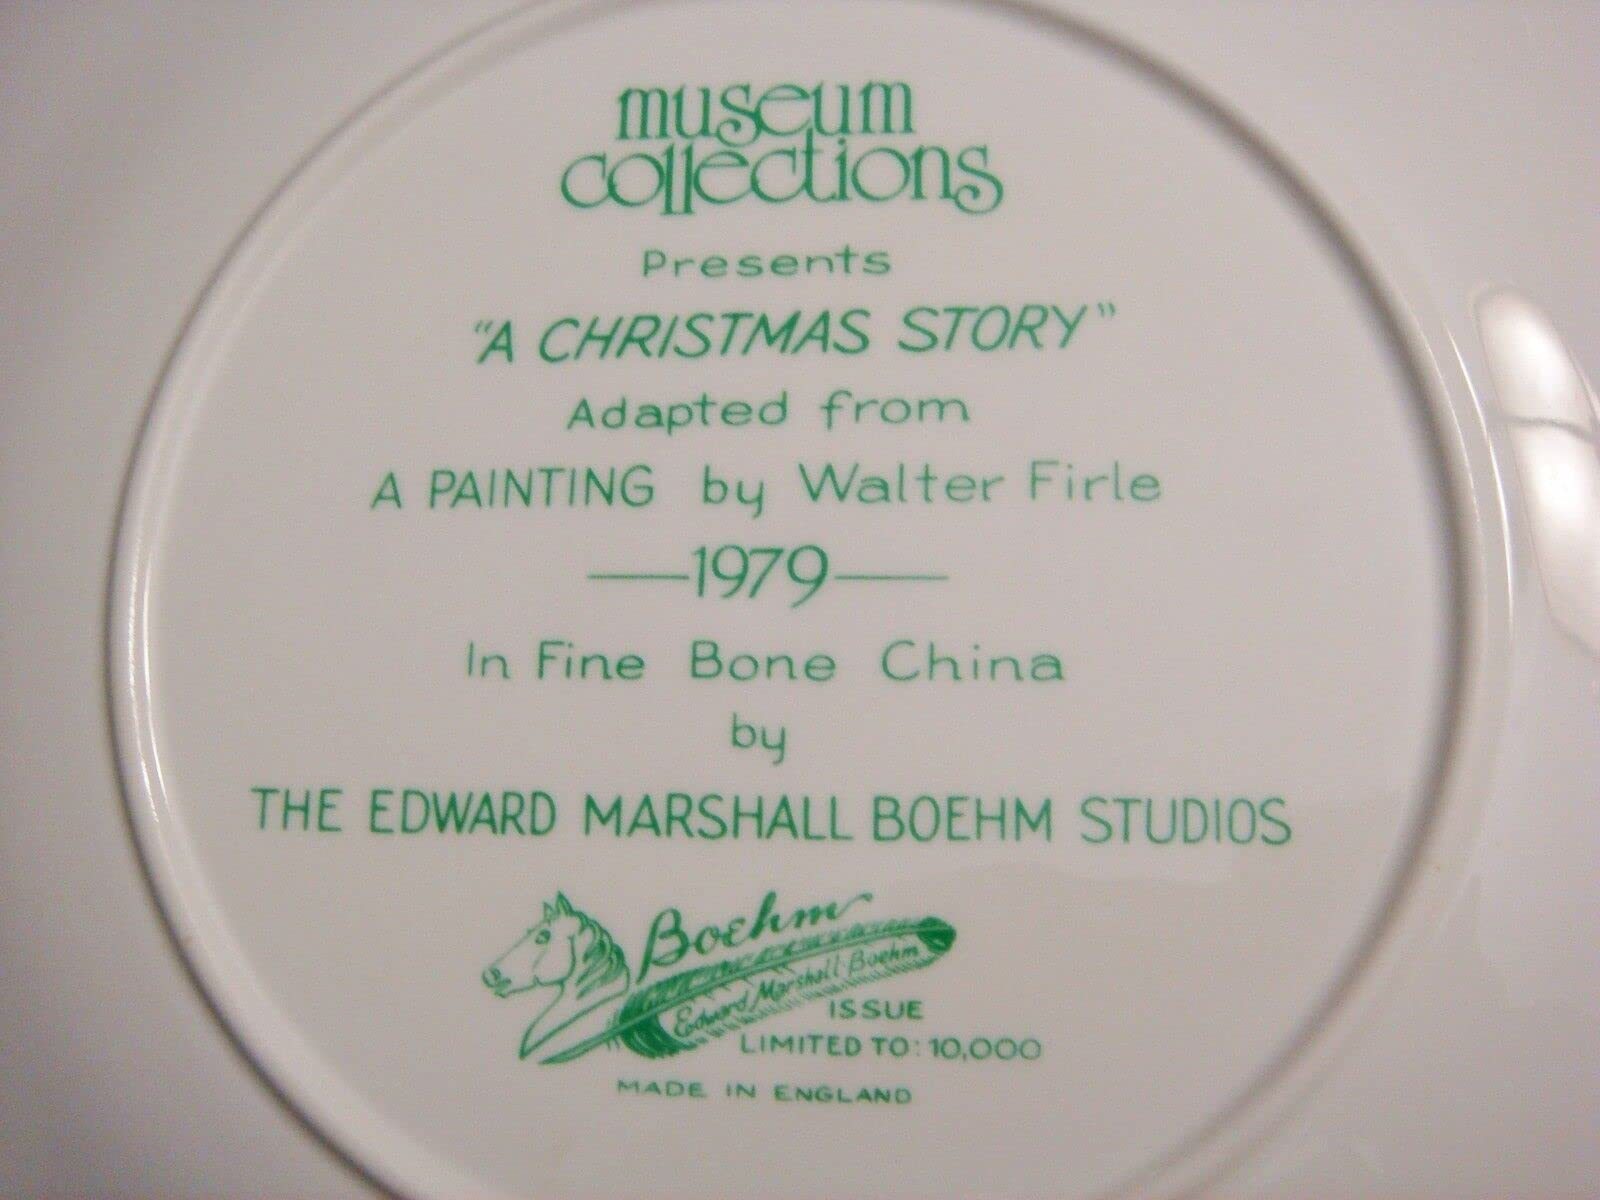 museum
collections
Presents
"A CHRISTMAS STORY"
Adapted from
A PAINTING by Walter Firle
—1979—
In Fine Bone China
by
THE EDWARD MARSHALL BOEHM STUDIOS
Boehm
Edward Marshall Boehm
ISSUE
LIMITED TO: 10,000
MADE IN ENGLAND